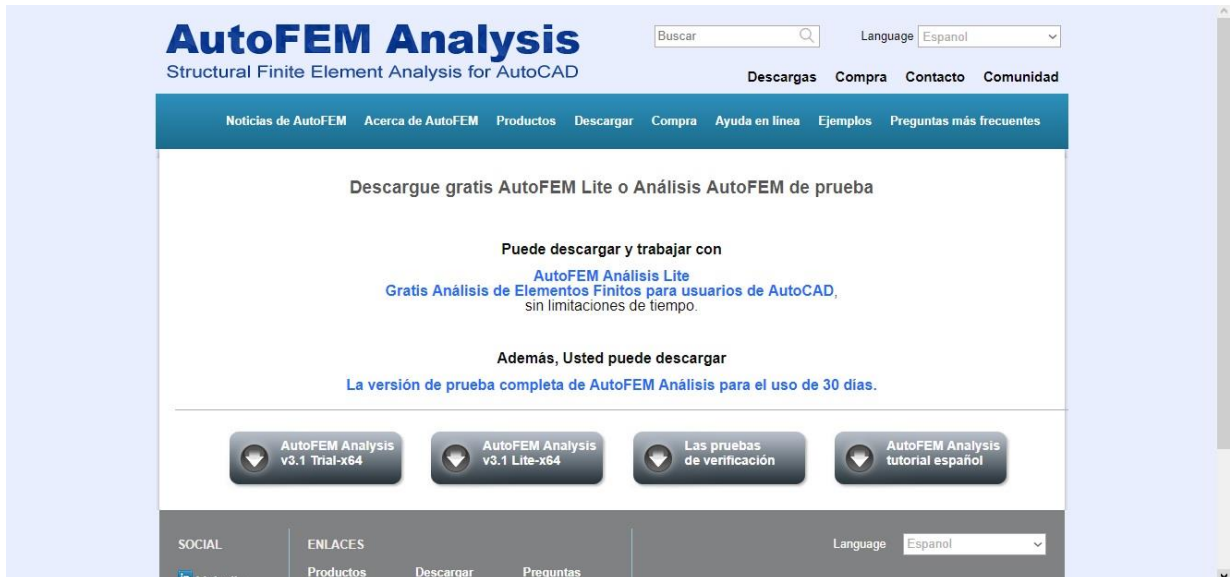 AutoFEM Analysis
Structural Finite Element Analysis for AutoCAD
Buscar
Language Espanol
Descargas Compra Contacto Comunidad
Noticias de AutoFEM Acerca de AutoFEM Productos Descargar Compra Ayuda en línea Ejemplos Preguntas más frecuentes
Descargue gratis AutoFEM Lite o Análisis AutoFEM de prueba
Puede descargar y trabajar con
AutoFEM Análisis Lite
Gratis Análisis de Elementos Finitos para usuarios de AutoCAD,
sin limitaciones de tiempo.
Además, Usted puede descargar
La versión de prueba completa de AutoFEM Análisis para el uso de 30 días.
AutoFEM Analysis
v3.1 Trial-x64
AutoFEM Analysis
v3.1 Lite-x64
Las pruebas
de verificación
AutoFEM Analysis
tutorial español
SOCIAL
ENLACES
Language Espanol
Productos Descargar Preguntas